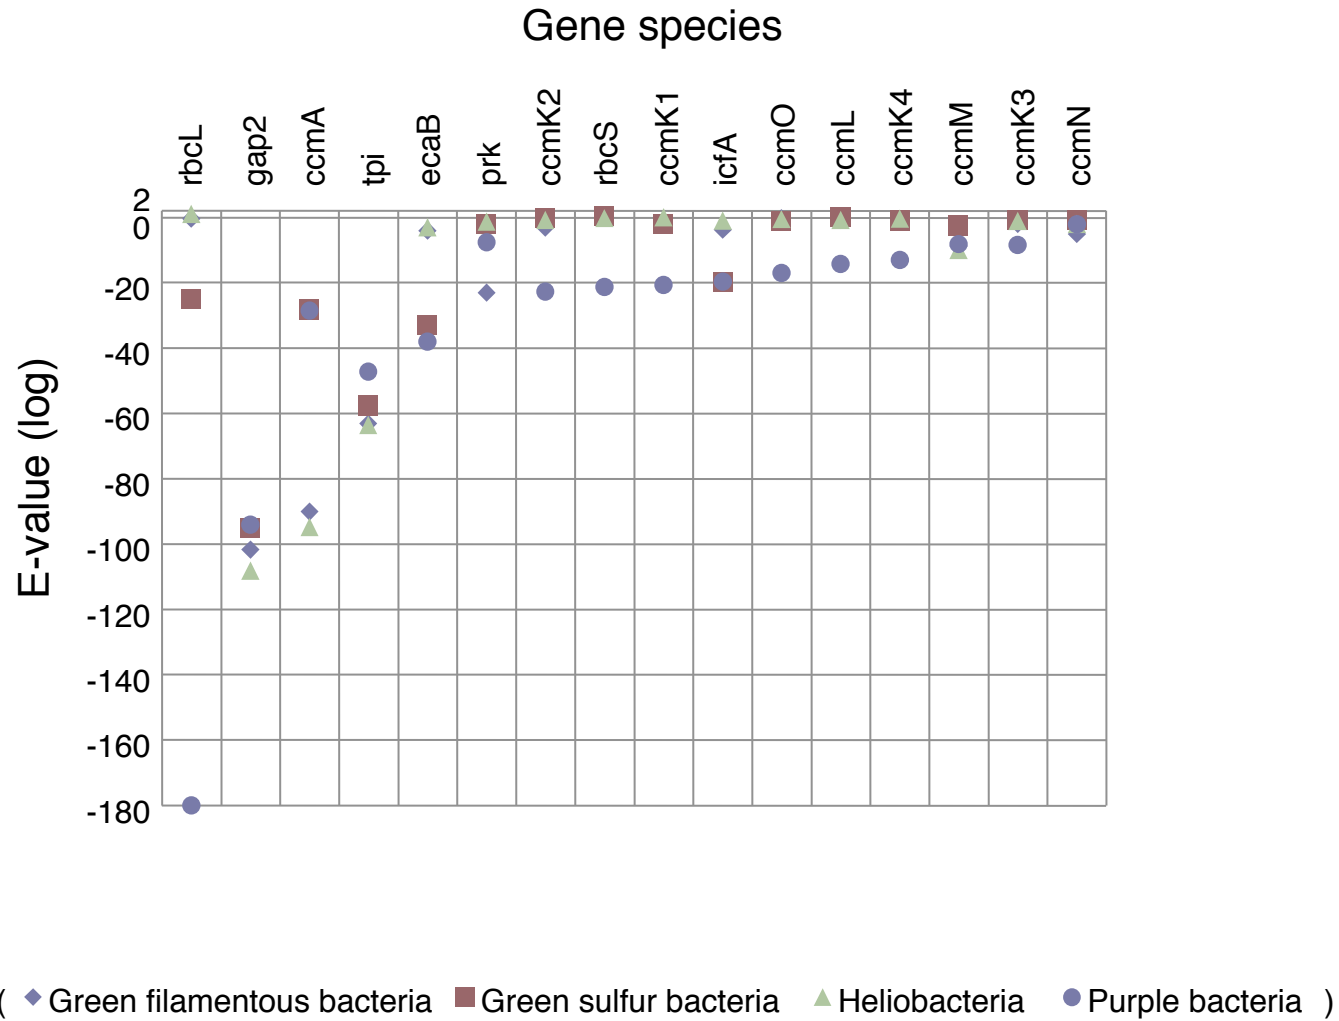 Gene species
rbcL
gap2
ccmA
tpi
ecaB
prk
ccmK2
rbcS
ccmK1
icfA
ccmO
ccmL
ccmK4
ccmM
ccmK3
ccmN
2
0
-20
-40
-60
-80
-100
-120
-140
-160
-180
E-value (log)
( Green filamentous bacteria Green sulfur bacteria Heliobacteria Purple bacteria )